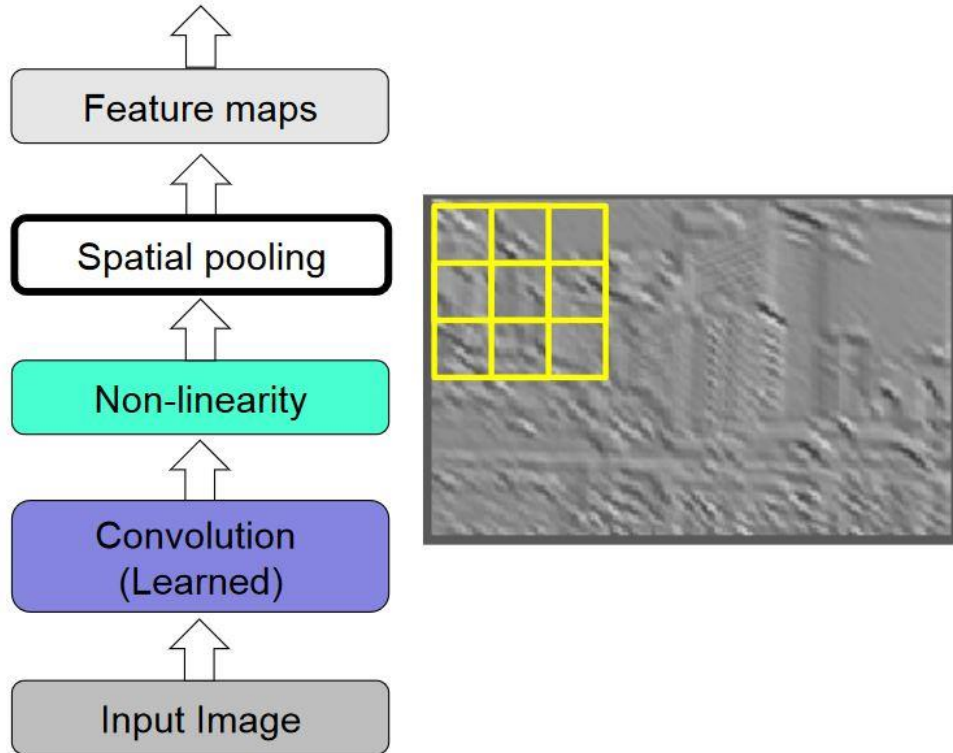 Feature maps
Spatial pooling
Non-linearity
Convolution
(Learned)
Input Image